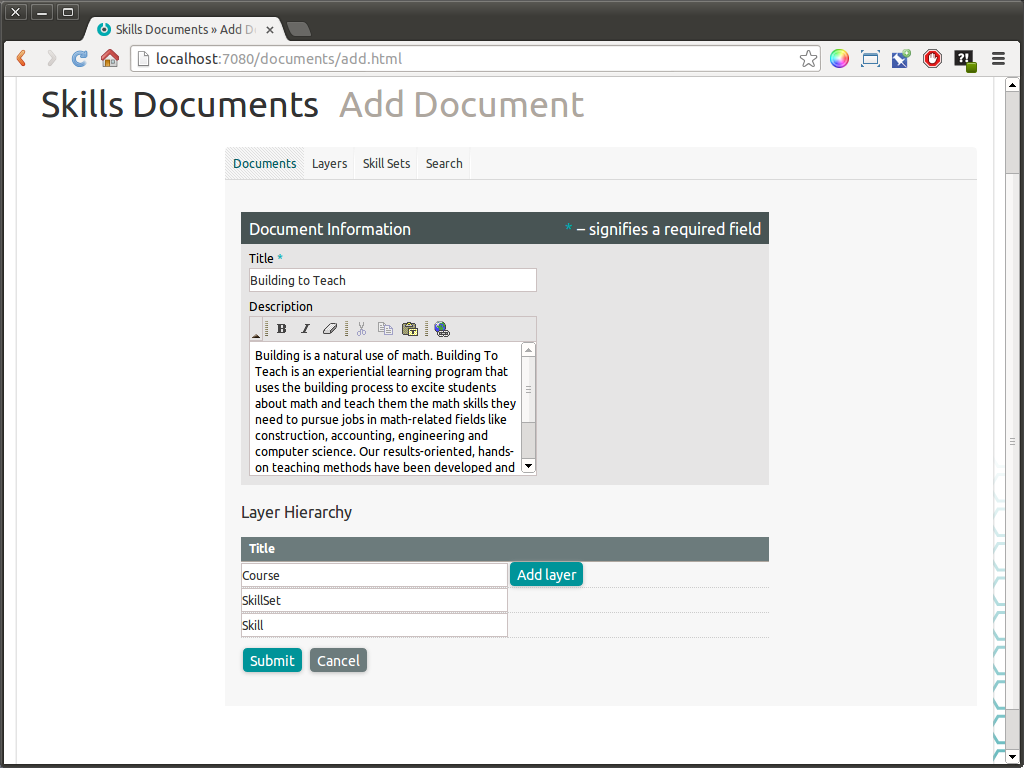 Skills Documents » Add D
localhost:7080/documents/add.html
?!
Skills Documents Add Document
Documents Layers Skill Sets Search
Document Information * – signifies a required field
Title *
Building to Teach
Description
B I
Building is a natural use of math. Building To
Teach is an experiential learning program that
uses the building process to excite students
about math and teach them the math skills they
need to pursue jobs in math-related fields like
construction, accounting, engineering and
computer science. Our results-oriented, hands-
on teaching methods have been developed and
Layer Hierarchy
Title
Course Add layer
SkillSet
Skill
Submit Cancel